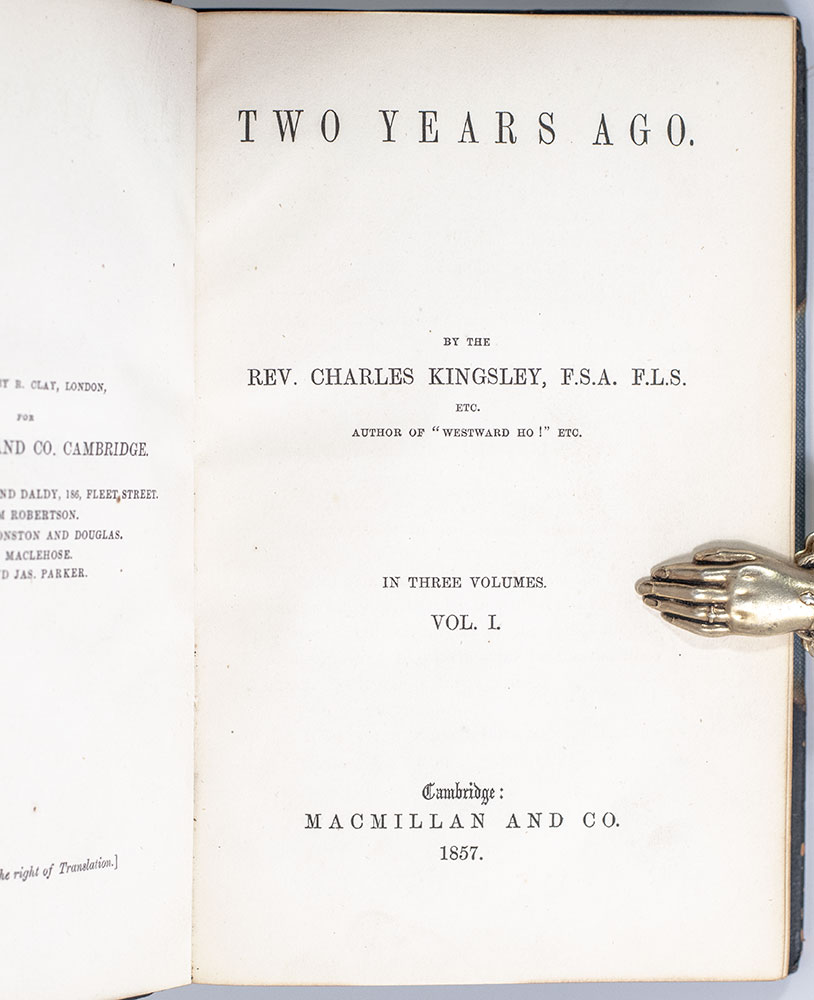 Y R. CLAY, LONDON,
FOR
AND CO. CAMBRIDGE.
ND DALDY, 186, FLEET STREET.
M ROBERTSON.
ONSTON AND DOUGLAS.
MACLEHOSE.
D JAS. PARKER.
he right of Translation.]
TWO YEARS AGO.
BY THE
REV. CHARLES KINGSLEY, F.S.A. F.L.S.
ETC.
AUTHOR OF "WESTWARD HO!" ETC.
IN THREE VOLUMES.
VOL. I.
Cambridge:
MACMILLAN AND CO.
1857.